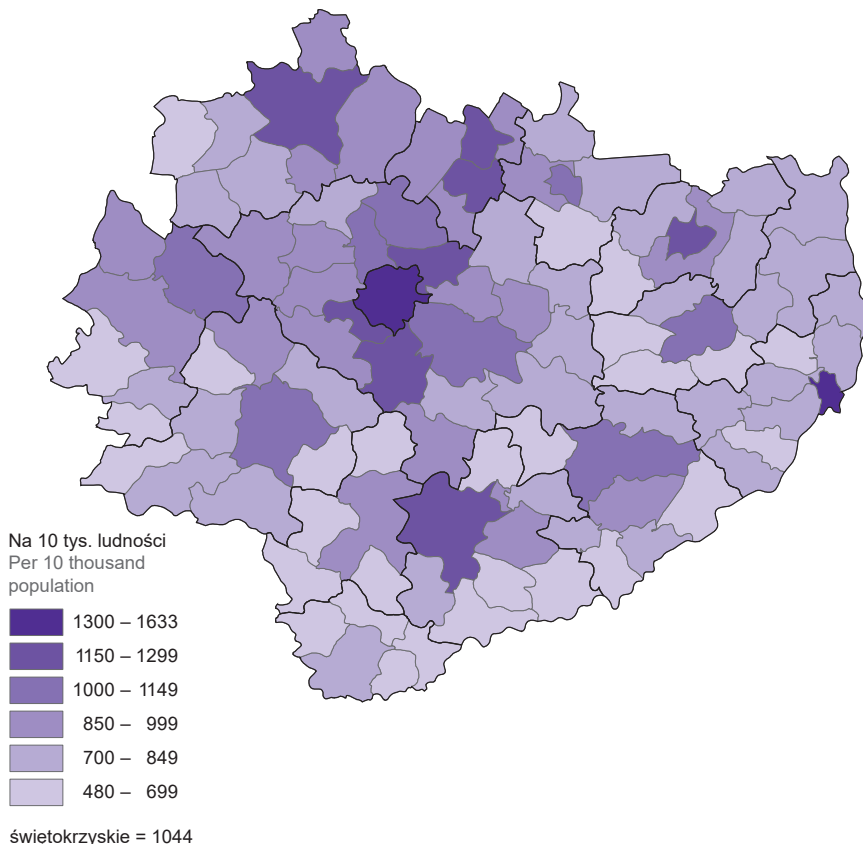 Na 10 tys. ludności
Per 10 thousand
population
1300 – 1633
1150 – 1299
1000 – 1149
850 – 999
700 – 849
480 – 699
świętokrzyskie = 1044